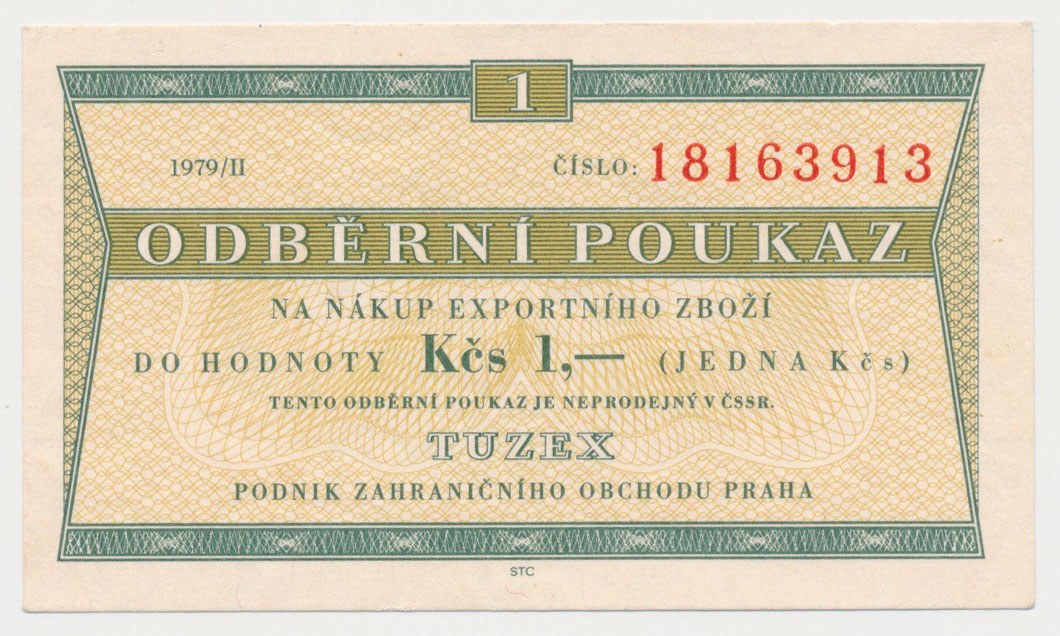 1
1979/II ČÍSLO: 18163913
ODBĚRNÍ POUKAZ
NA NÁKUP EXPORTNÍHO ZBOŽÍ
DO HODNOTY Kčs 1,— (JEDNA Kčs)
TENTO ODBĚRNÍ POUKAZ JE NEPRODEJNÝ V ČSSR.
TUZEX
PODNIK ZAHRANIČNÍHO OBCHODU PRAHA
STC